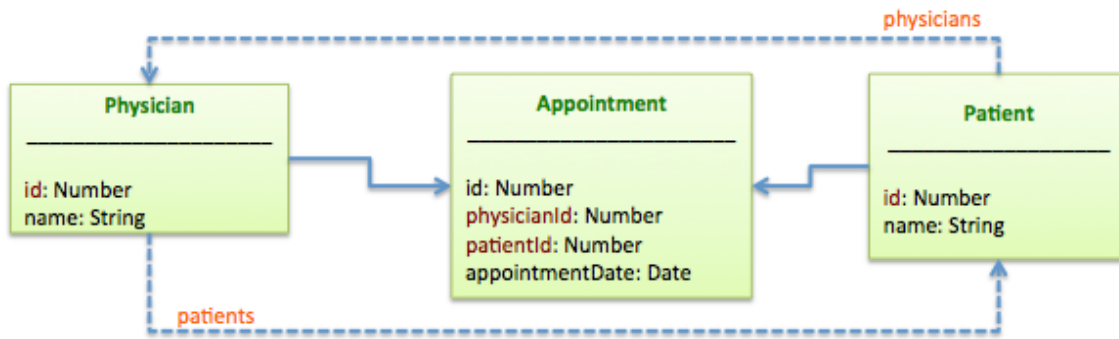 physicians
Physician
id: Number
name: String
Appointment
id: Number
physicianId: Number
patientId: Number
appointmentDate: Date
Patient
id: Number
name: String
patients